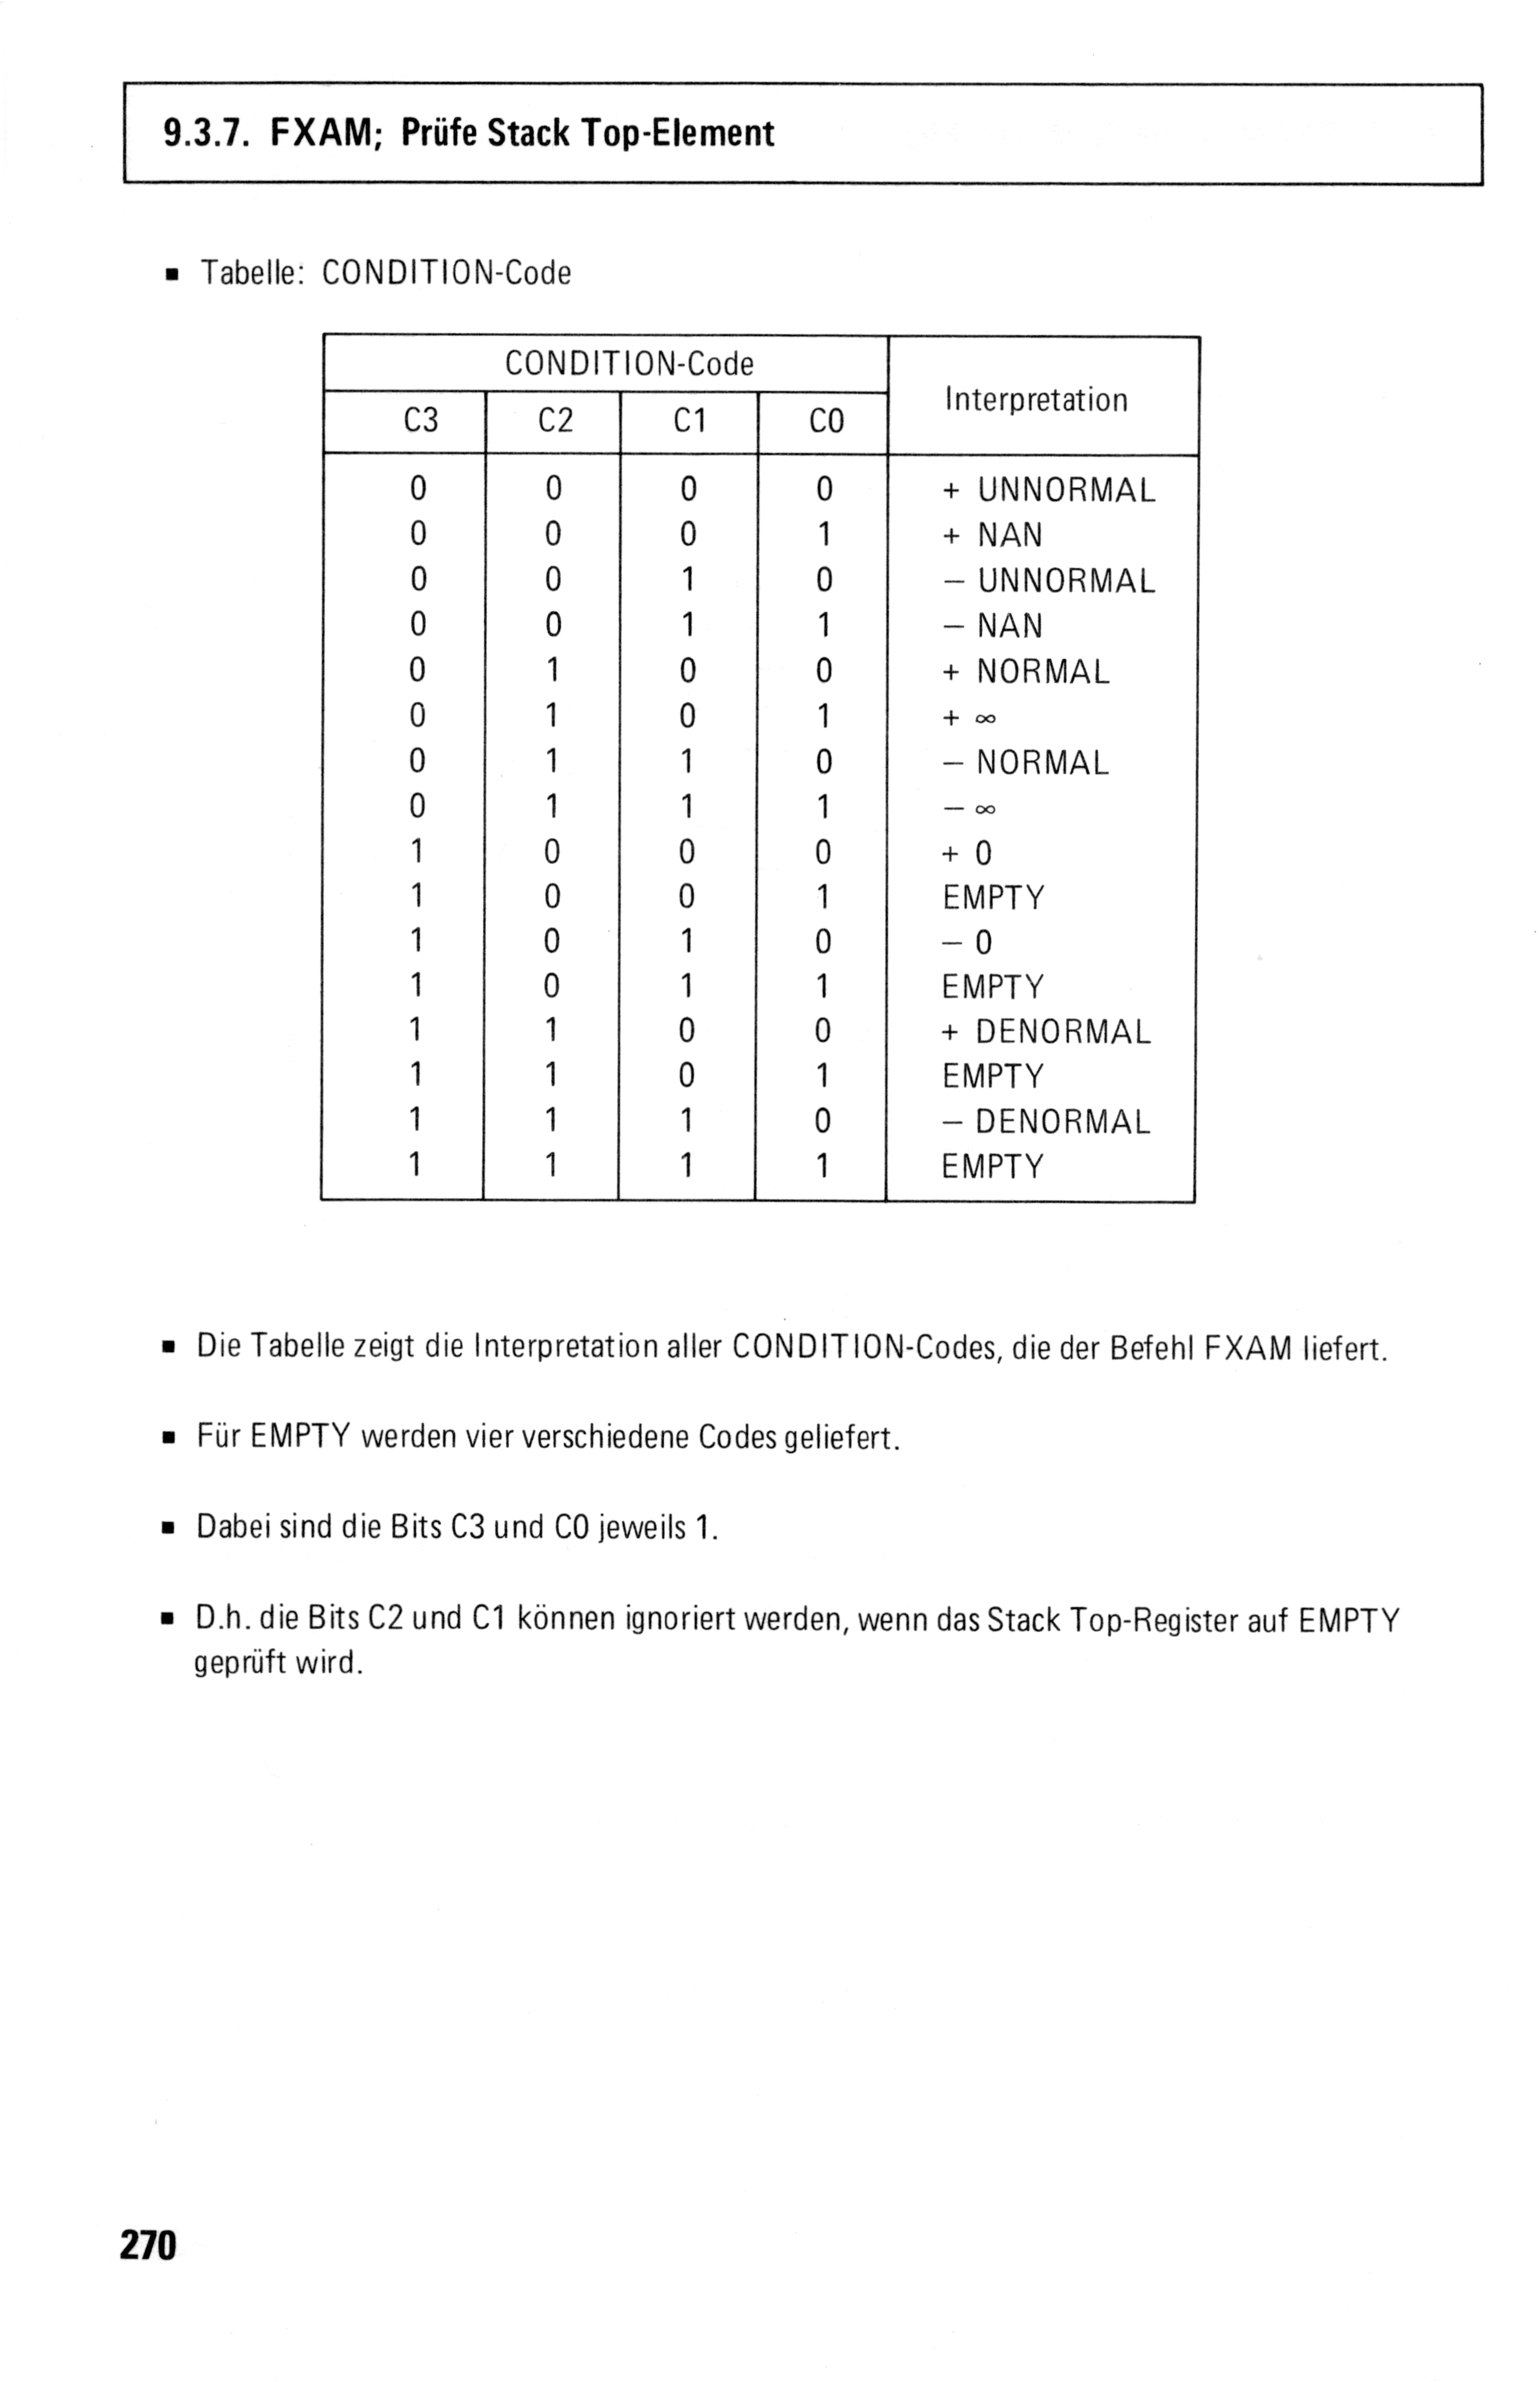 9.3.7. FXAM; Prüfe Stack Top-Element
▪ Tabelle: CONDITION-Code
CONDITION-Code Interpretation
C3 C2 C1 C0
0 0 0 0 + UNNORMAL
0 0 0 1 + NAN
0 0 1 0 – UNNORMAL
0 0 1 1 – NAN
0 1 0 0 + NORMAL
0 1 0 1 + ∞
0 1 1 0 – NORMAL
0 1 1 1 – ∞
1 0 0 0 + 0
1 0 0 1 EMPTY
1 0 1 0 – 0
1 0 1 1 EMPTY
1 1 0 0 + DENORMAL
1 1 0 1 EMPTY
1 1 1 0 – DENORMAL
1 1 1 1 EMPTY
▪ Die Tabelle zeigt die Interpretation aller CONDITION-Codes, die der Befehl FXAM liefert.
▪ Für EMPTY werden vier verschiedene Codes geliefert.
▪ Dabei sind die Bits C3 und C0 jeweils 1.
▪ D.h. die Bits C2 und C1 können ignoriert werden, wenn das Stack Top-Register auf EMPTY
geprüft wird.
270